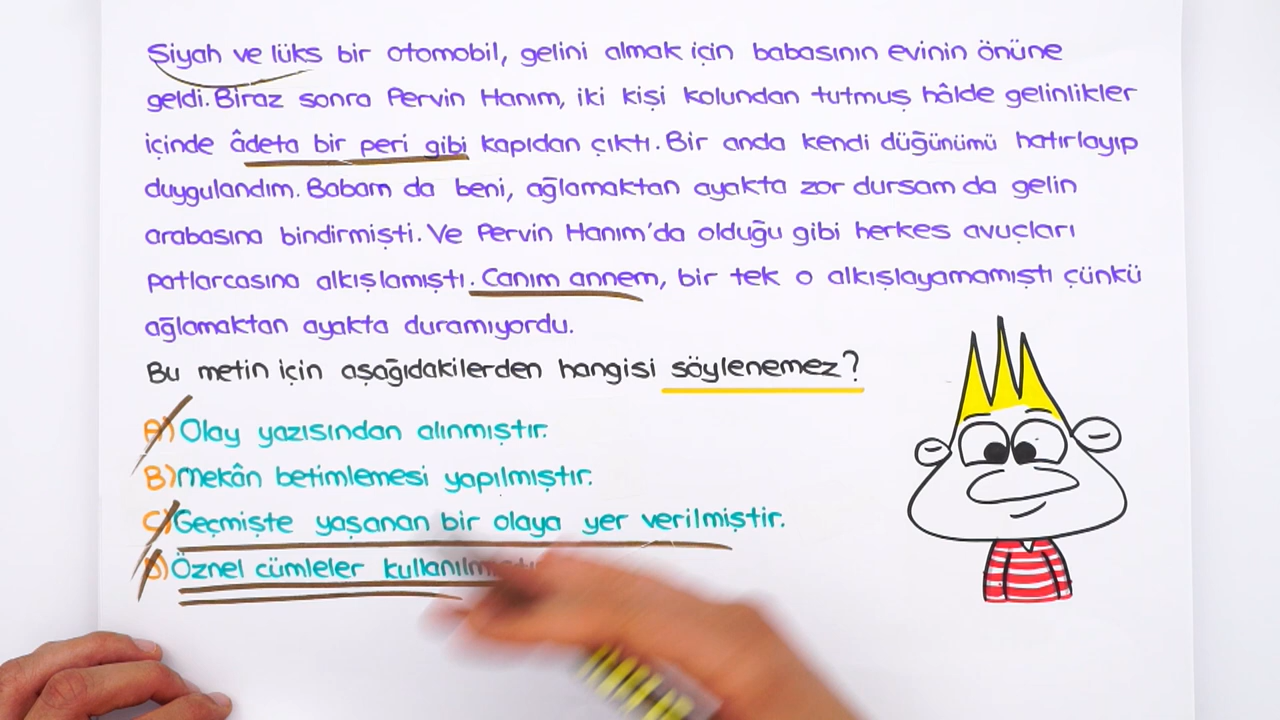 Siyah ve lüks bir otomobil, gelini almak için babasının evinin önüne
geldi. Biraz sonra Pervin Hanım, iki kişi kolundan tutmuş hâlde gelinlikler
içinde âdeta bir peri gibi kapıdan çıktı. Bir anda kendi düğünümü hatırlayıp
duygulandım. Babam da beni, ağlamaktan ayakta zor dursam da gelin
arabasına bindirmişti. Ve Pervin Hanım'da olduğu gibi herkes avuçları
patlarcasına alkışlamıştı. Canım annem, bir tek o alkışlayamamıştı çünkü
ağlamaktan ayakta duramıyordu.
Bu metin için aşağıdakilerden hangisi söylenemez?
A) Olay yazısından alınmıştır.
B) Mekân betimlemesi yapılmıştır.
C) Geçmişte yaşanan bir olaya yer verilmiştir.
D) Öznel cümleler